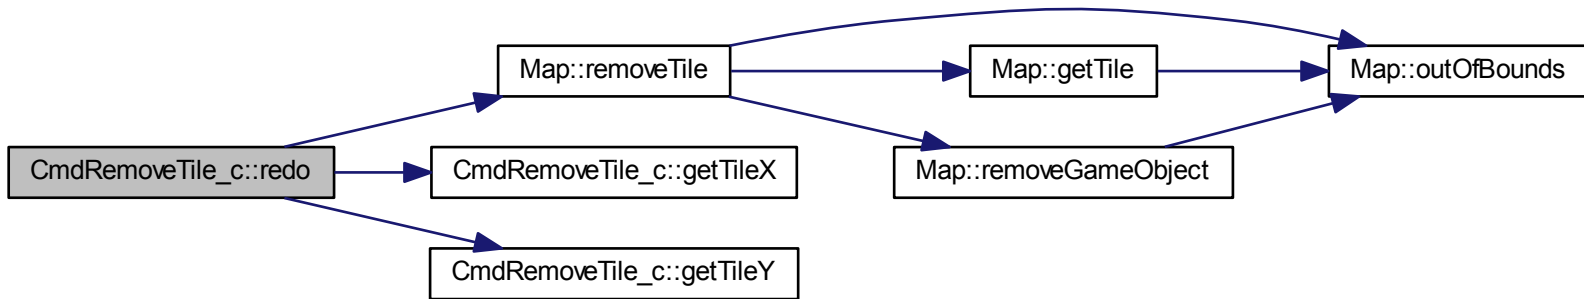 Map::removeTile
Map::getTile
Map::outOfBounds
CmdRemoveTile_c::redo
CmdRemoveTile_c::getTileX
Map::removeGameObject
CmdRemoveTile_c::getTileY